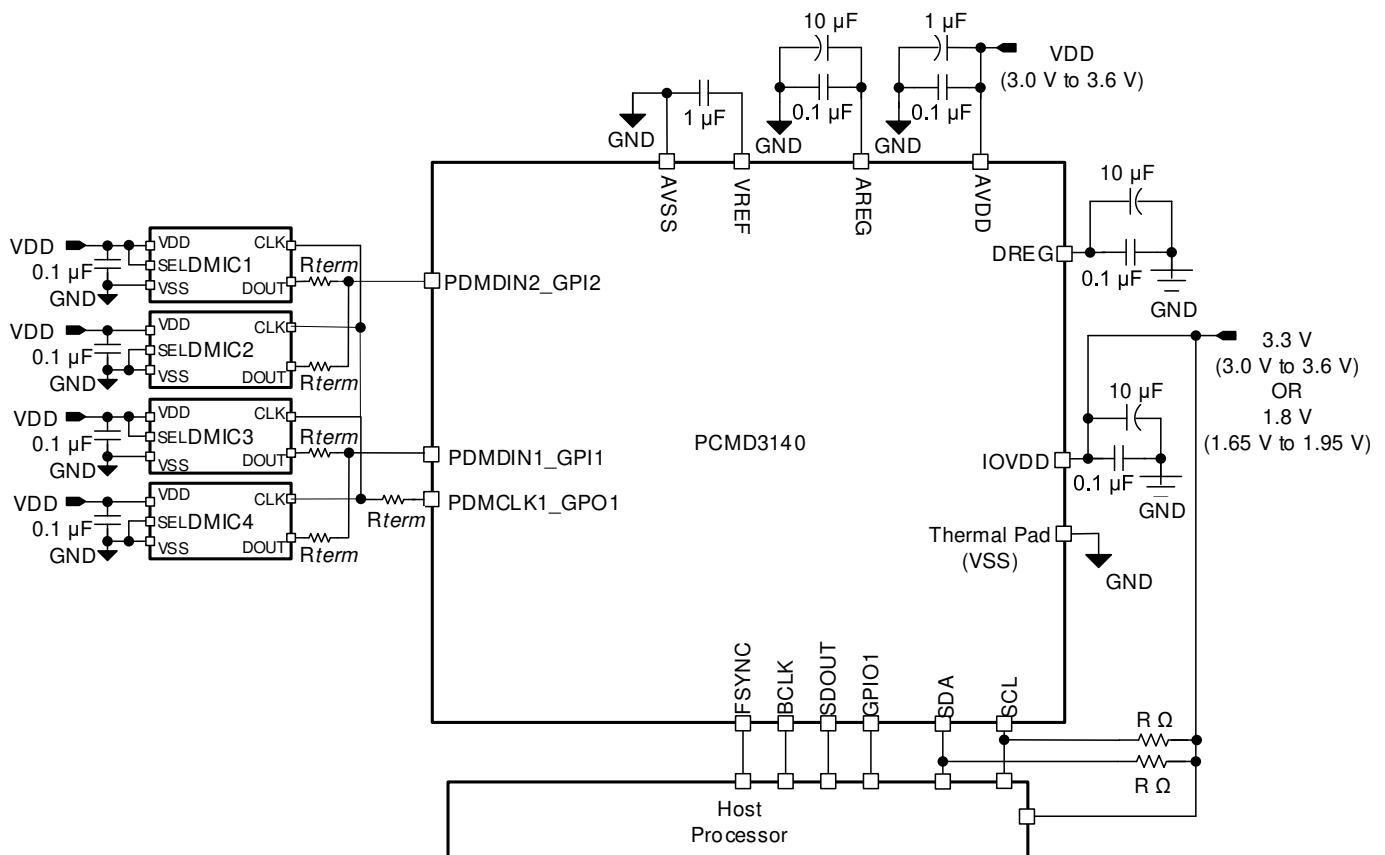 10 µF
1 µF
VDD
(3.0 V to 3.6 V)
0.1 µF
0.1 µF
1 µF
GND
GND
GND
AVSS
VREF
AREG
AVDD
10 µF
DREG
0.1 µF
GND
VDD
0.1 µF
GND
VDD
CLK
SEL
DMIC1
VSS
DOUT
Rterm
PDMDIN2_GPI2
VDD
0.1 µF
GND
VDD
CLK
SEL
DMIC2
VSS
DOUT
Rterm
3.3 V
(3.0 V to 3.6 V)
OR
1.8 V
(1.65 V to 1.95 V)
VDD
0.1 µF
GND
VDD
CLK
SEL
DMIC3
VSS
DOUT
Rterm
PDMDIN1_GPI1
PCMD3140
10 µF
IOVDD
0.1 µF
GND
VDD
0.1 µF
GND
VDD
CLK
SEL
DMIC4
VSS
DOUT
Rterm
Rterm
PDMCLK1_GPO1
Thermal Pad
(VSS)
GND
FSYNC
BCLK
SDOUT
GPIO1
SDA
SCL
R Ω
R Ω
Host
Processor